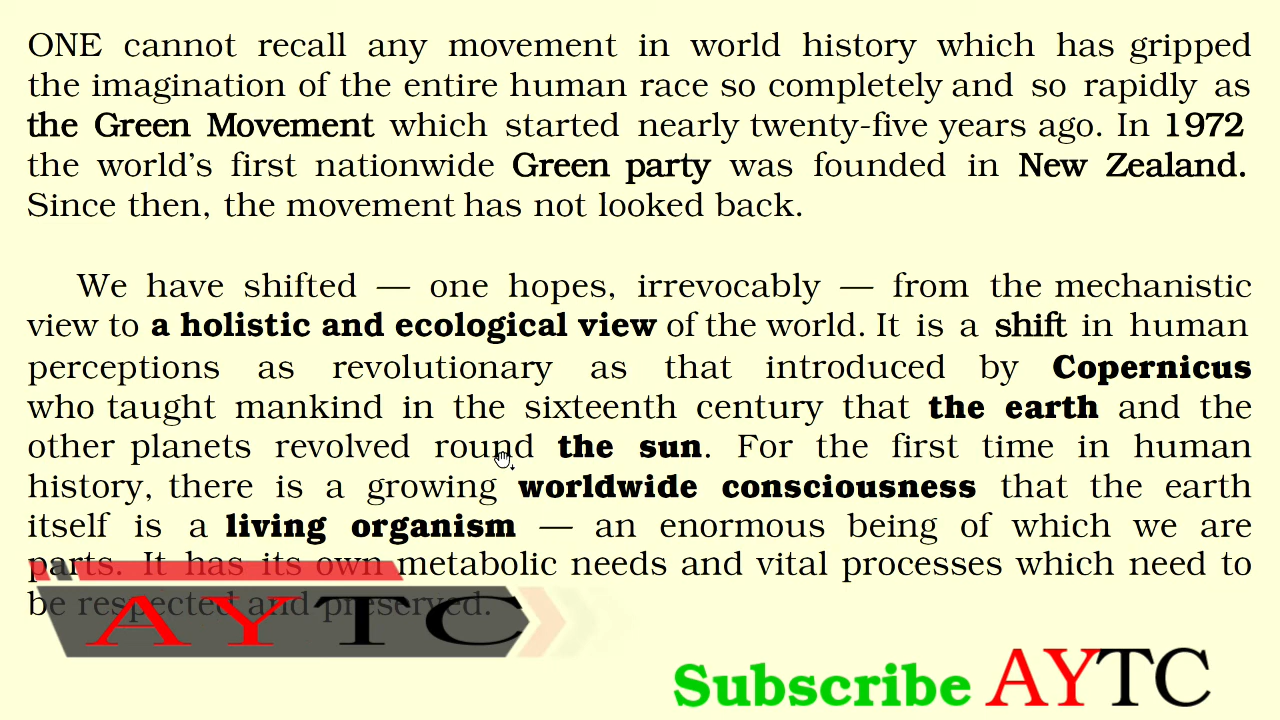 ONE cannot recall any movement in world history which has gripped
the imagination of the entire human race so completely and so rapidly as
the Green Movement which started nearly twenty-five years ago. In 1972
the world’s first nationwide Green party was founded in New Zealand.
Since then, the movement has not looked back.
We have shifted — one hopes, irrevocably — from the mechanistic
view to a holistic and ecological view of the world. It is a shift in human
perceptions as revolutionary as that introduced by Copernicus
who taught mankind in the sixteenth century that the earth and the
other planets revolved round the sun. For the first time in human
history, there is a growing worldwide consciousness that the earth
itself is a living organism — an enormous being of which we are
parts. It has its own metabolic needs and vital processes which need to
be respected and preserved.
AYTC
Subscribe AYTC